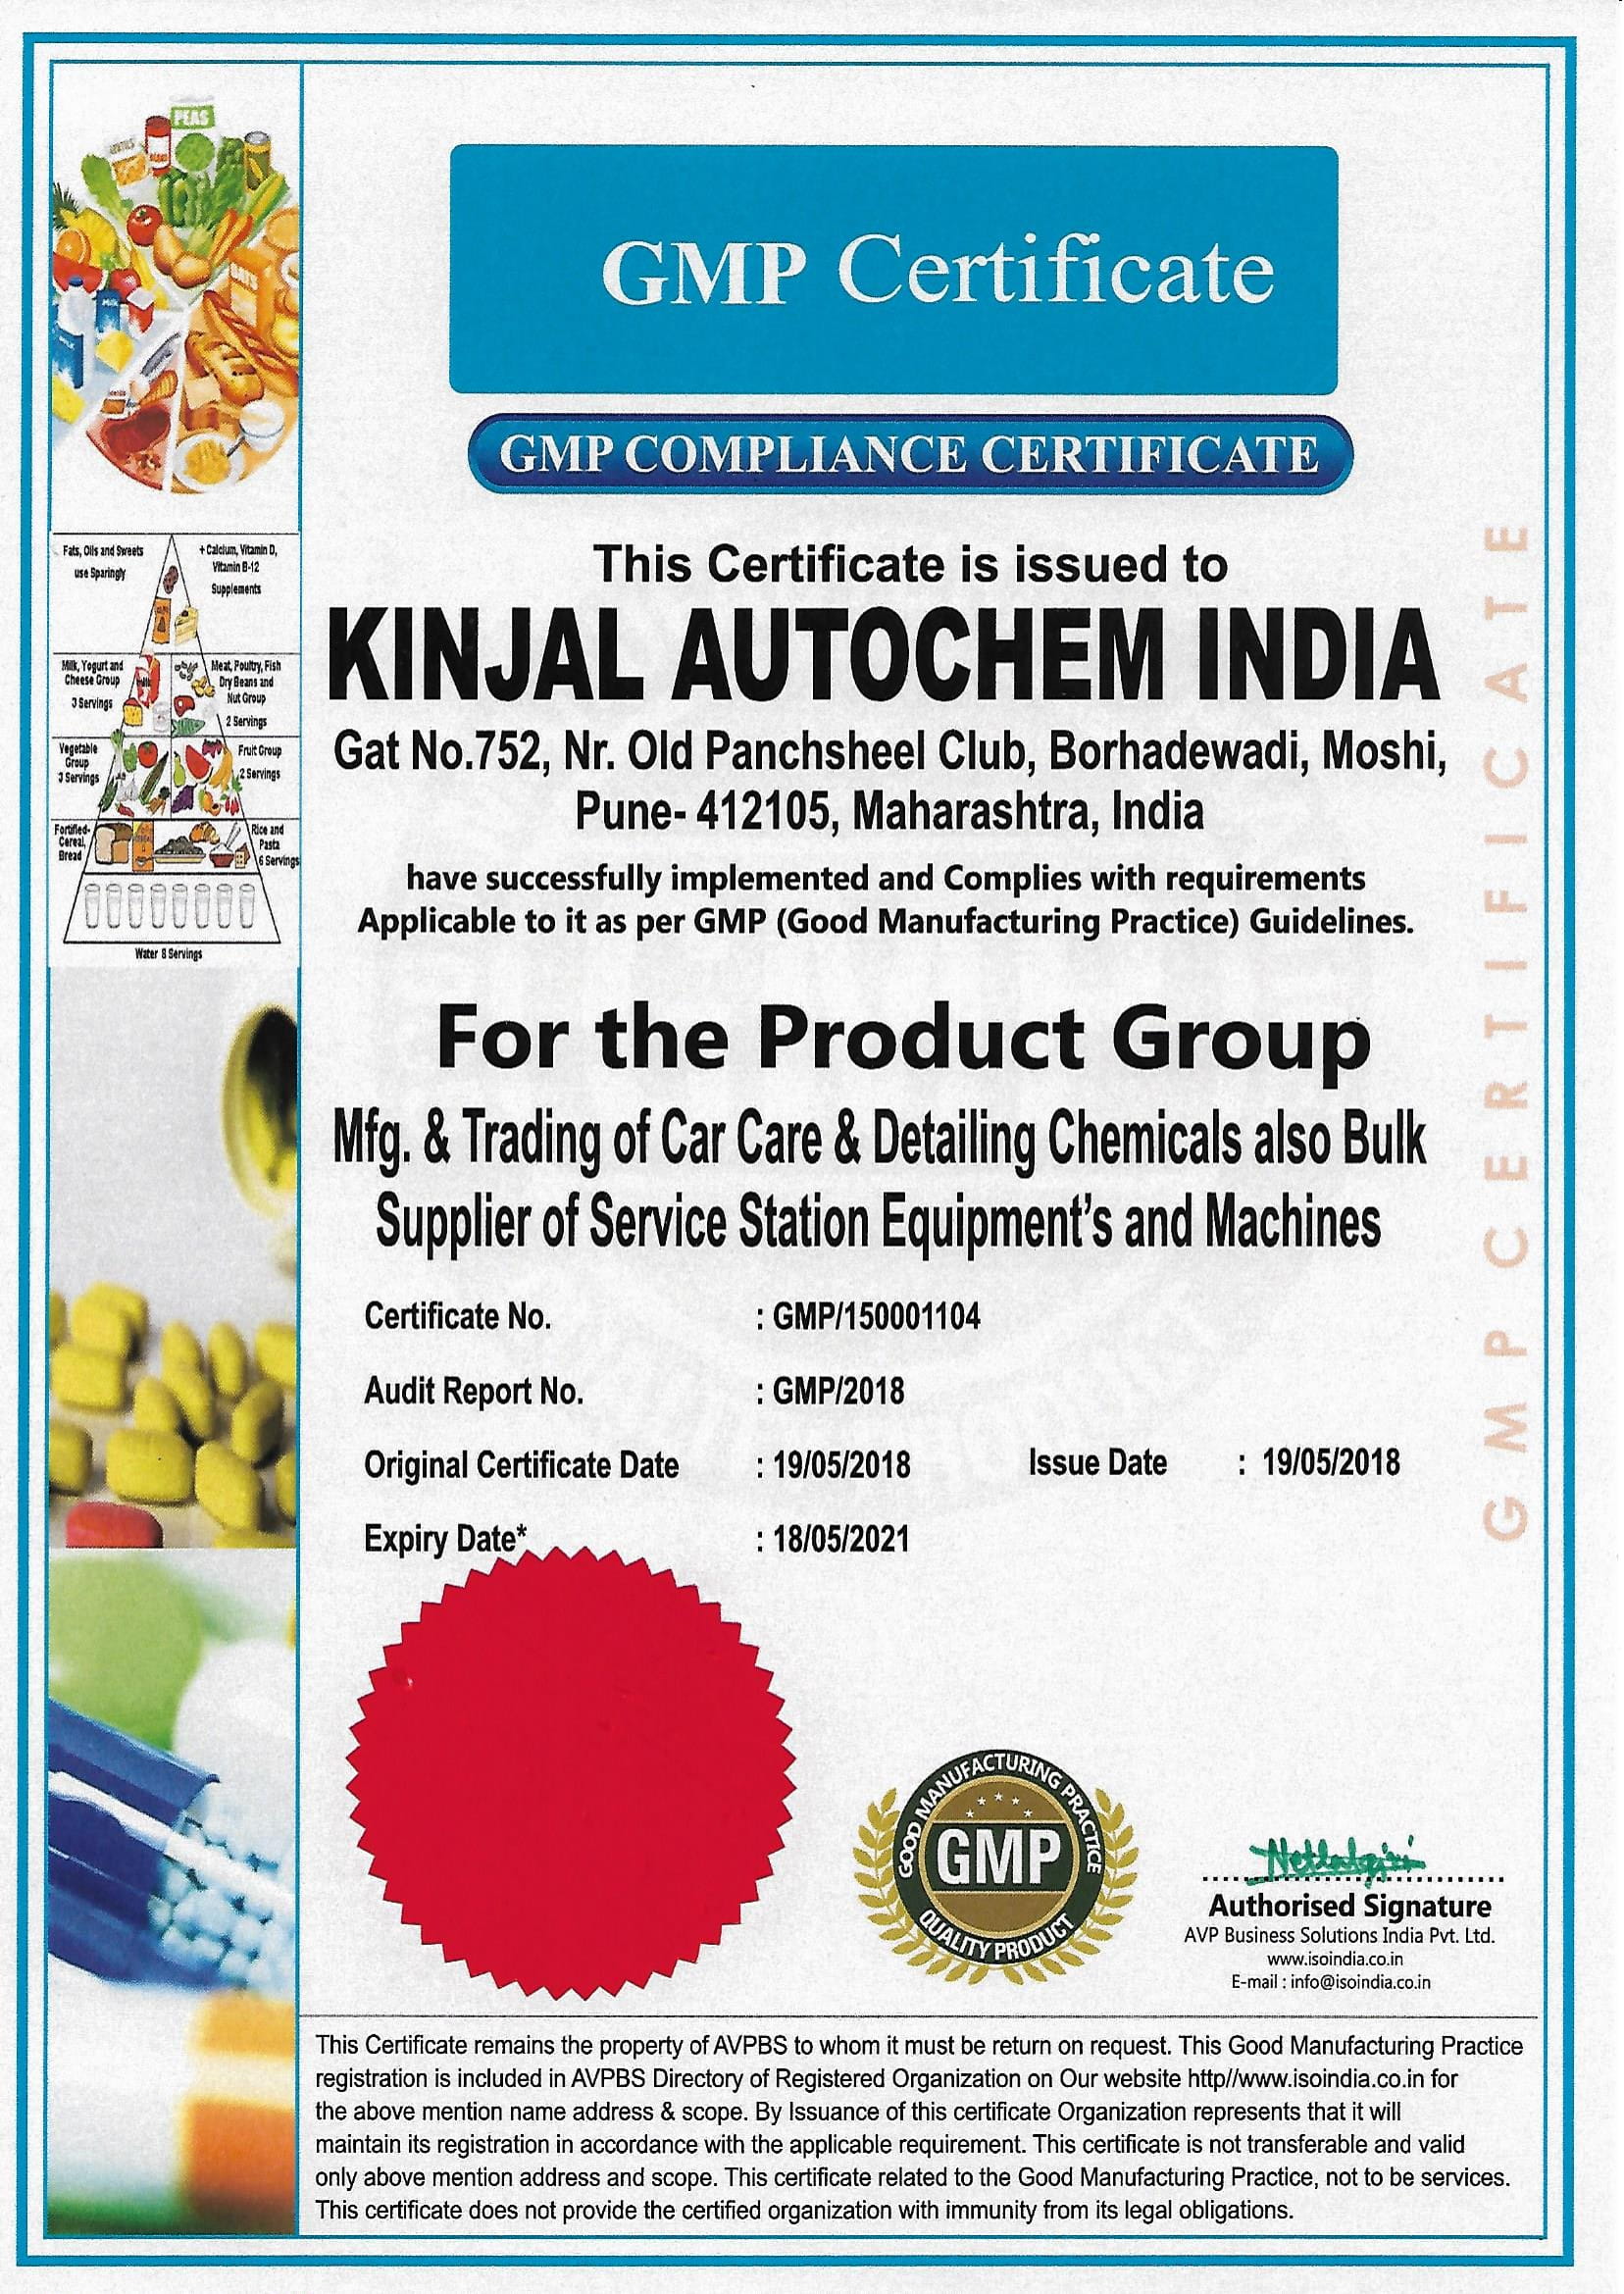 GMP Certificate
GMP COMPLIANCE CERTIFICATE
This Certificate is issued to
KINJAL AUTOCHEM INDIA
Gat No.752, Nr. Old Panchsheel Club, Borhadewadi, Moshi,
Pune- 412105, Maharashtra, India
have successfully implemented and Complies with requirements
Applicable to it as per GMP (Good Manufacturing Practice) Guidelines.
For the Product Group
Mfg. & Trading of Car Care & Detailing Chemicals also Bulk
Supplier of Service Station Equipment's and Machines
Certificate No. : GMP/150001104
Audit Report No. : GMP/2018
Original Certificate Date : 19/05/2018 Issue Date : 19/05/2018
Expiry Date* : 18/05/2021
GOOD MANUFACTURING PRACTICE
GMP
QUALITY PRODUCT
Authorised Signature
AVP Business Solutions India Pvt. Ltd.
www.isoindia.co.in
E-mail : info@isoindia.co.in
This Certificate remains the property of AVPBS to whom it must be return on request. This Good Manufacturing Practice
registration is included in AVPBS Directory of Registered Organization on Our website http//www.isoindia.co.in for
the above mention name address & scope. By Issuance of this certificate Organization represents that it will
maintain its registration in accordance with the applicable requirement. This certificate is not transferable and valid
only above mention address and scope. This certificate related to the Good Manufacturing Practice, not to be services.
This certificate does not provide the certified organization with immunity from its legal obligations.
GMP CERTIFICATE
PEAS
MILK
Fats, Oils and Sweets
use Sparingly
+ Calcium, Vitamin D,
Vitamin B-12
Supplements
Milk, Yogurt and
Cheese Group
3 Servings
Meat, Poultry, Fish
Dry Beans and
Nut Group
2 Servings
Vegetable
Group
3 Servings
Fruit Group
2 Servings
Fortified-
Cereal,
Bread
Rice and
Pasta
6 Servings
Water 8 Servings